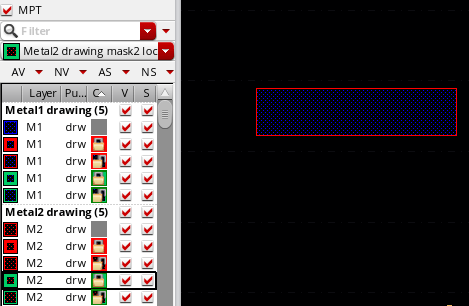 MPT
Filter
Metal2 drawing mask2 loc
AV NV AS NS
Layer Pu... C V S
Metal1 drawing (5)
M1 drw
M1 drw
M1 drw
M1 drw
M1 drw
Metal2 drawing (5)
M2 drw
M2 drw
M2 drw
M2 drw
M2 drw